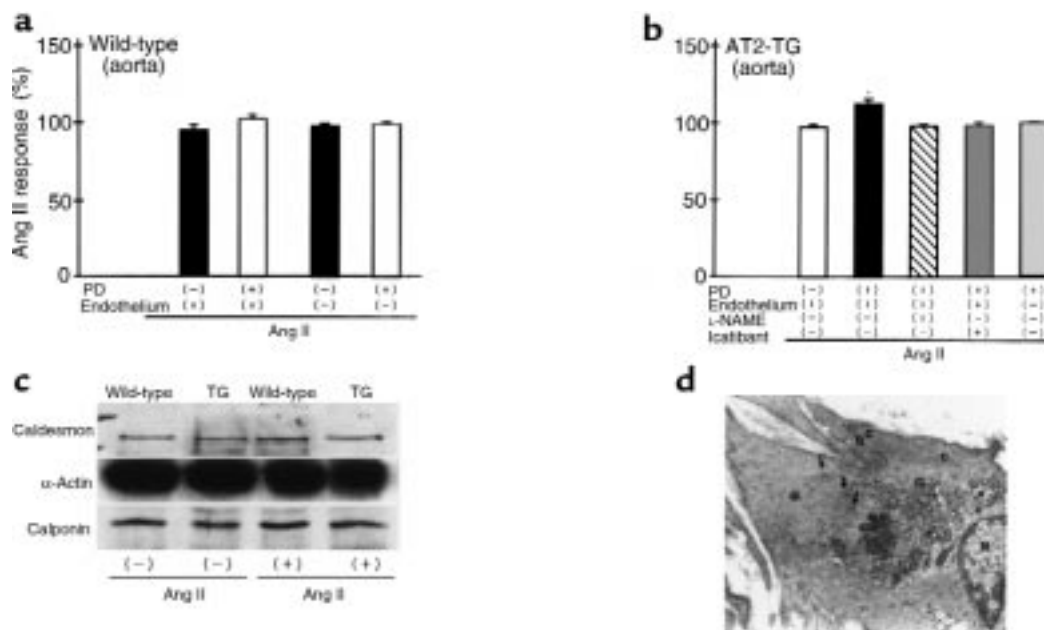 a
Wild-type
(aorta)
150
100
50
0
Ang II response (%)
PD (−) (+) (−) (+)
Endothelium (+) (+) (−) (−)
Ang II
b
AT2-TG
(aorta)
150
100
50
0
PD (−) (+) (+) (+) (+)
Endothelium (+) (+) (+) (+) (−)
L-NAME (−) (−) (+) (−) (−)
Icatibant (−) (−) (−) (+) (−)
Ang II
c
Wild-type TG Wild-type TG
Caldesmon
α-Actin
Calponin
(−) (−) (+) (+)
Ang II Ang II
d
N